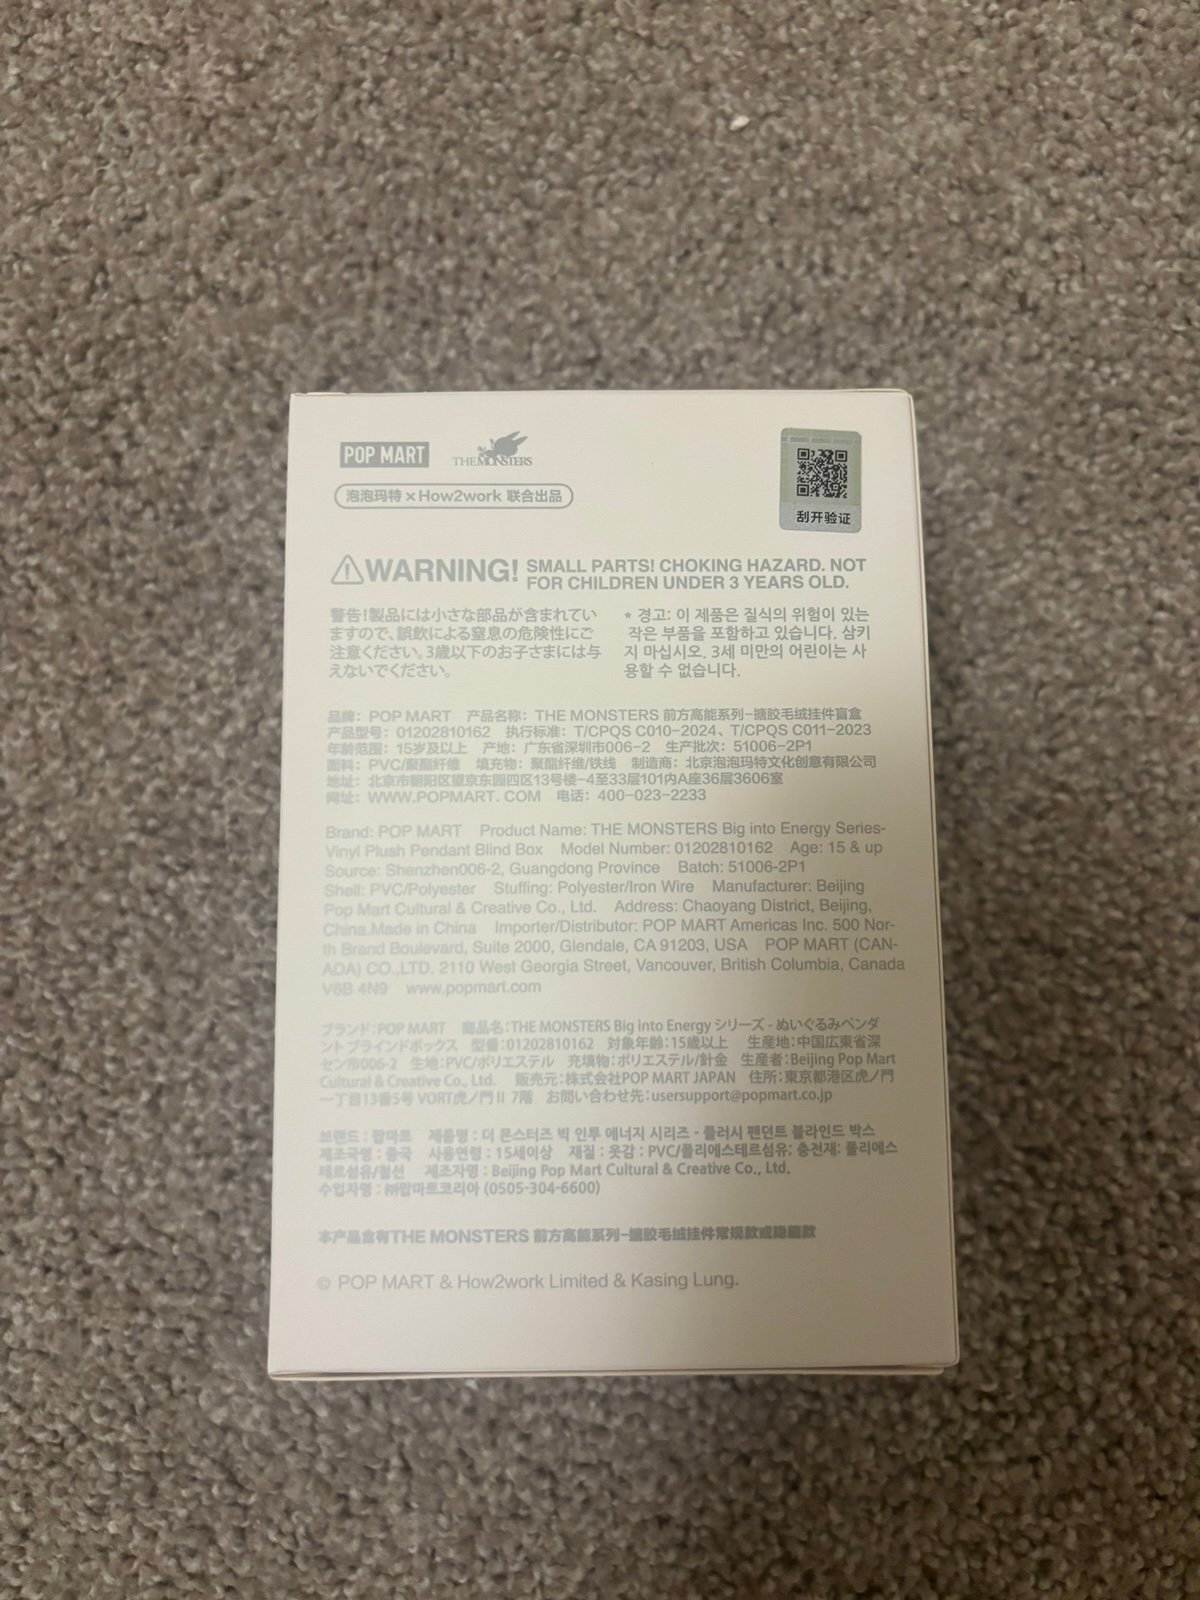 POP MART THE MONSTERS
泡泡玛特×How2work 联合出品
刮开验证
WARNING! SMALL PARTS! CHOKING HAZARD. NOT
FOR CHILDREN UNDER 3 YEARS OLD.
警告!製品には小さな部品が含まれてい
ますので、誤飲による窒息の危険性にご
注意ください。3歳以下のお子さまには与
えないでください。
* 경고: 이 제품은 질식의 위험이 있는
작은 부품을 포함하고 있습니다. 삼키
지 마십시오. 3세 미만의 어린이는 사
용할 수 없습니다.
品牌: POP MART 产品名称: THE MONSTERS 前方高能系列-搪胶毛绒挂件盲盒
产品型号: 01202810162 执行标准: T/CPQS C010-2024、T/CPQS C011-2023
年龄范围: 15岁及以上 产地: 广东省深圳市006-2 生产批次: 51006-2P1
面料: PVC/聚酯纤维 填充物: 聚酯纤维/铁线 制造商: 北京泡泡玛特文化创意有限公司
地址: 北京市朝阳区望京东园四区13号楼-4至33层101内A座36层3606室
网址: WWW.POPMART.COM 电话: 400-023-2233
Brand: POP MART Product Name: THE MONSTERS Big into Energy Series-
Vinyl Plush Pendant Blind Box Model Number: 01202810162 Age: 15 & up
Source: Shenzhen006-2, Guangdong Province Batch: 51006-2P1
Shell: PVC/Polyester Stuffing: Polyester/Iron Wire Manufacturer: Beijing
Pop Mart Cultural & Creative Co., Ltd. Address: Chaoyang District, Beijing,
China.Made in China Importer/Distributor: POP MART Americas Inc. 500 Nor-
th Brand Boulevard, Suite 2000, Glendale, CA 91203, USA POP MART (CAN-
ADA) CO.,LTD. 2110 West Georgia Street, Vancouver, British Columbia, Canada
V6B 4N9 www.popmart.com
ブランド:POP MART 商品名:THE MONSTERS Big into Energy シリーズ - ぬいぐるみペンダ
ント ブラインドボックス 型番:01202810162 対象年齢:15歳以上 生産地:中国広東省深
セン市006-2 生地:PVC/ポリエステル 充填物:ポリエステル/針金 生産者:Beijing Pop Mart
Cultural & Creative Co., Ltd. 販売元:株式会社POP MART JAPAN 住所:東京都港区虎ノ門
一丁目13番5号 VORT虎ノ門Ⅱ 7階 お問い合わせ先:usersupport@popmart.co.jp
브랜드 : 팝마트 제품명 : 더 몬스터즈 빅 인투 에너지 시리즈 - 플러시 펜던트 블라인드 박스
제조국명 : 중국 사용연령 : 15세이상 재질 : 옷감 : PVC/폴리에스테르섬유; 충전재: 폴리에스
테르섬유/철선 제조자명 : Beijing Pop Mart Cultural & Creative Co., Ltd.
수입자명 : ㈜팝마트코리아 (0505-304-6600)
本产品含有THE MONSTERS 前方高能系列-搪胶毛绒挂件常规款或隐藏款
© POP MART & How2work Limited & Kasing Lung.